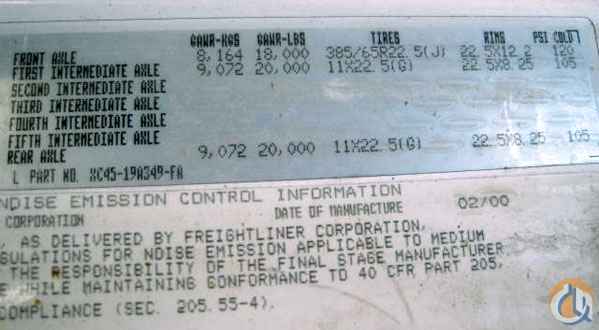 GAWR-KGS GAWR-LBS TIRES RIMS PSI COLD
FRONT AXLE 8,164 18,000 385/65R22.5(J) 22.5X12.2 120
FIRST INTERMEDIATE AXLE 9,072 20,000 11X22.5(G) 22.5X8.25 105
SECOND INTERMEDIATE AXLE
THIRD INTERMEDIATE AXLE
FOURTH INTERMEDIATE AXLE
FIFTH INTERMEDIATE AXLE
REAR AXLE 9,072 20,000 11X22.5(G) 22.5X8.25 105
L PART NO. XC45-19A349-FA
NOISE EMISSION CONTROL INFORMATION
CORPORATION DATE OF MANUFACTURE 02/00
, AS DELIVERED BY FREIGHTLINER CORPORATION,
GULATIONS FOR NOISE EMISSION APPLICABLE TO MEDIUM
THE RESPONSIBILITY OF THE FINAL STAGE MANUFACTURER
E WHILE MAINTAINING CONFORMANCE TO 40 CFR PART 205,
COMPLIANCE (SEC. 205.55-4).